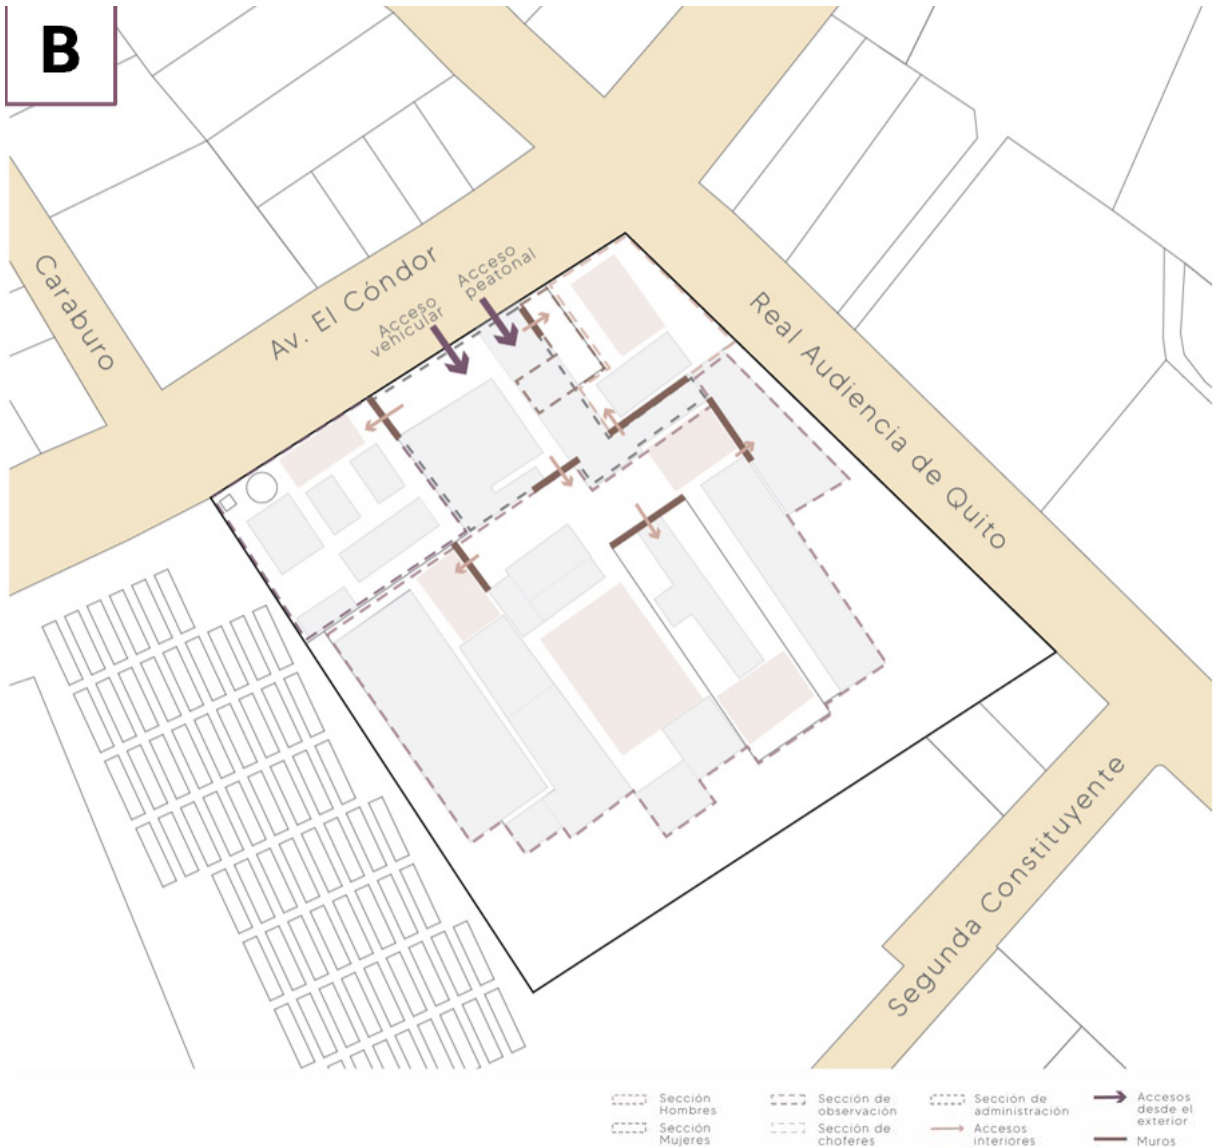 B
Caraburo
Av. El Cóndor
Acceso
vehicular
Acceso
peatonal
Real Audiencia de Quito
Segunda Constituyente
Sección
Hombres
Sección
Mujeres
Sección de
observación
Sección de
choferes
Sección de
administración
Accesos
interiores
Accesos
desde el
exterior
Muros